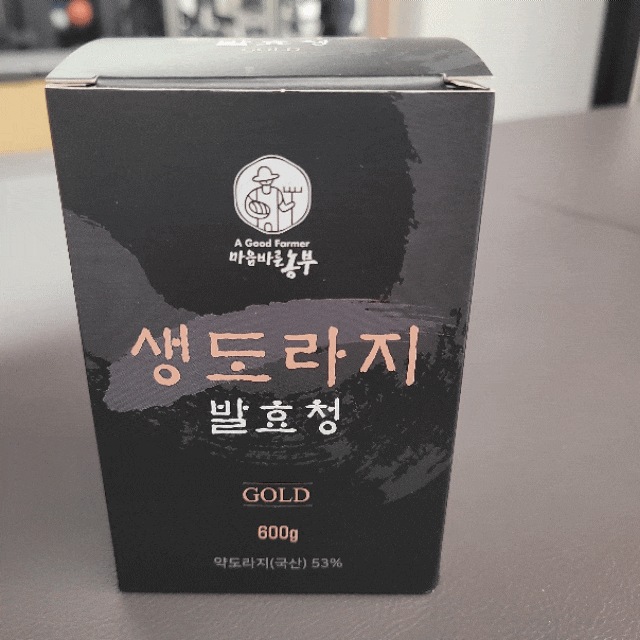 GOLD
A Good Farmer
마음바른농부
생도라지
발효청
GOLD
600g
약도라지(국산) 53%